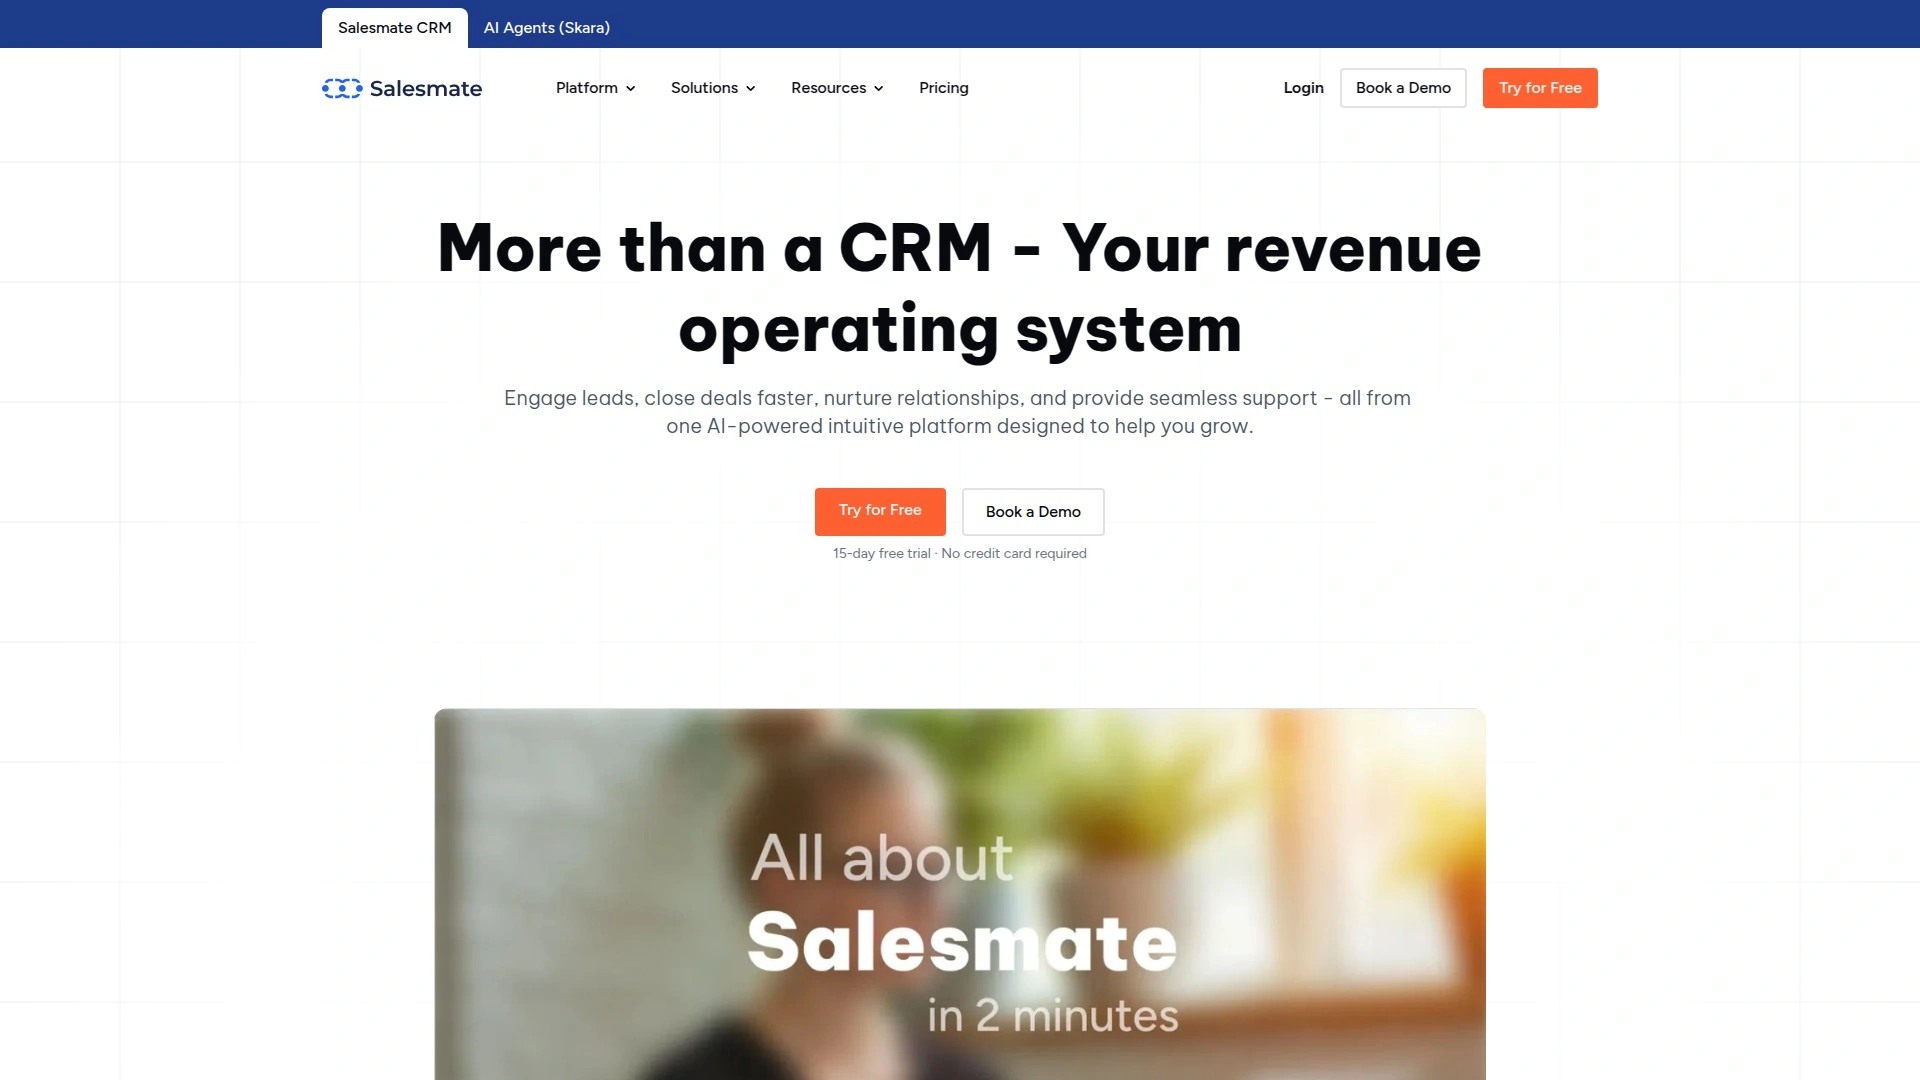 Salesmate CRM
AI Agents (Skara)
Salesmate
Platform
Solutions
Resources
Pricing
Login
Book a Demo
Try for Free
More than a CRM - Your revenue
operating system
Engage leads, close deals faster, nurture relationships, and provide seamless support - all from
one AI-powered intuitive platform designed to help you grow.
Try for Free
Book a Demo
15-day free trial · No credit card required
All about
Salesmate
in 2 minutes